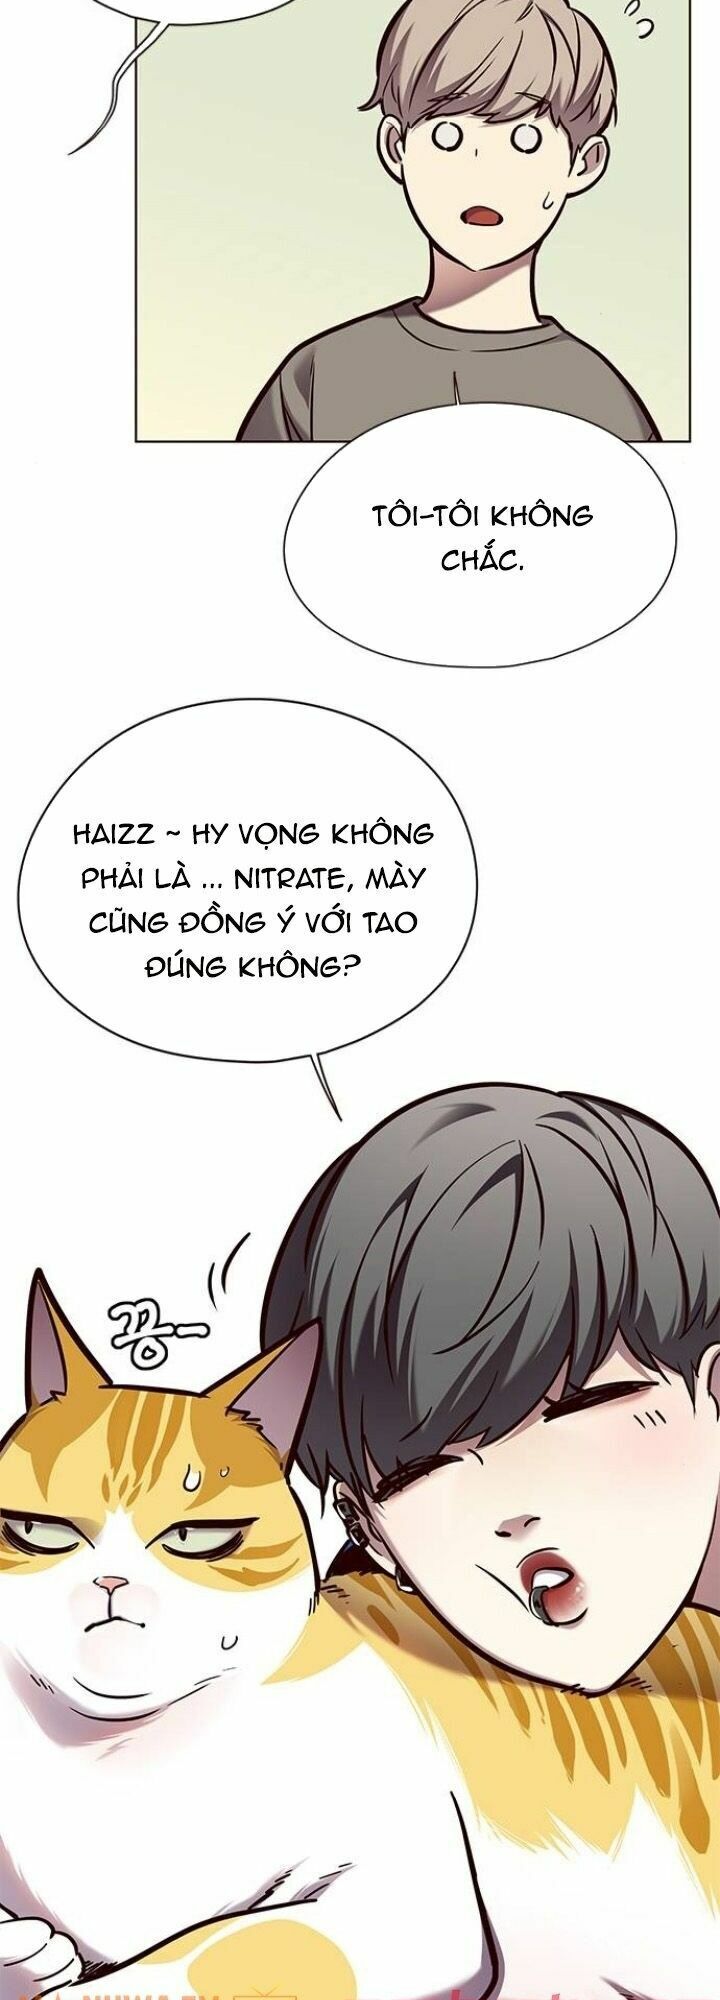 TÔI-TÔI KHÔNG
CHẮC.
HAIZZ ~ HY VỌNG KHÔNG
PHẢI LÀ ... NITRATE, MÀY
CŨNG ĐỒNG Ý VỚI TAO
ĐÚNG KHÔNG?
끙~